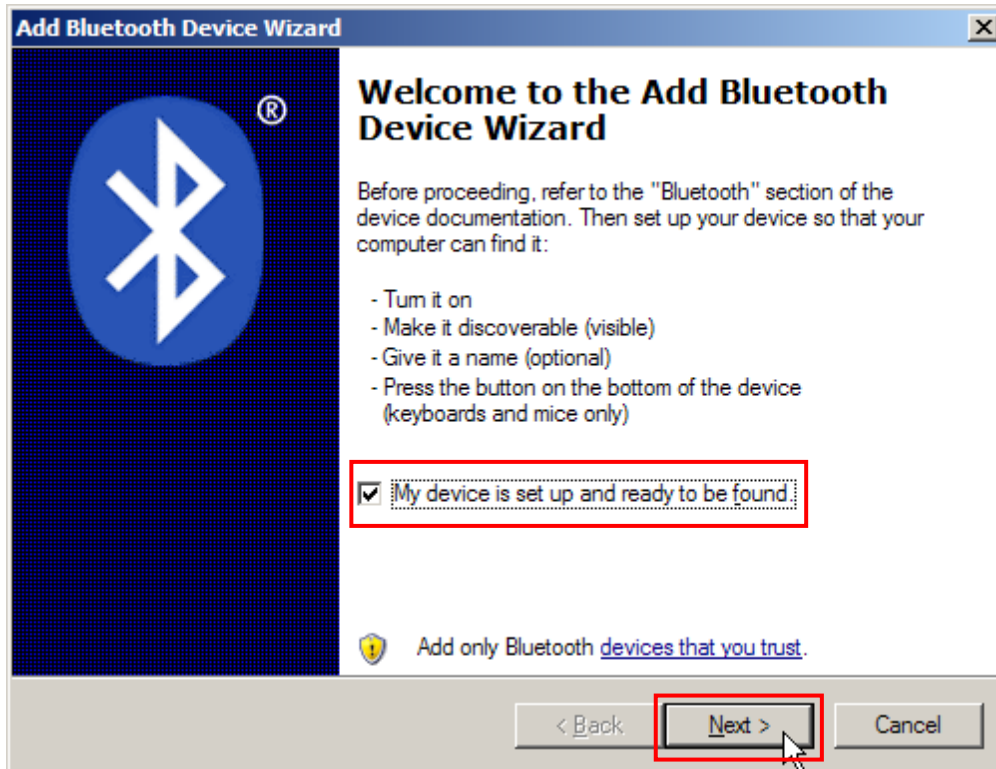 Add Bluetooth Device Wizard
®
Welcome to the Add Bluetooth
Device Wizard
Before proceeding, refer to the "Bluetooth" section of the
device documentation. Then set up your device so that your
computer can find it:
- Turn it on
- Make it discoverable (visible)
- Give it a name (optional)
- Press the button on the bottom of the device
(keyboards and mice only)
My device is set up and ready to be found.
Add only Bluetooth devices that you trust.
< Back
Next >
Cancel